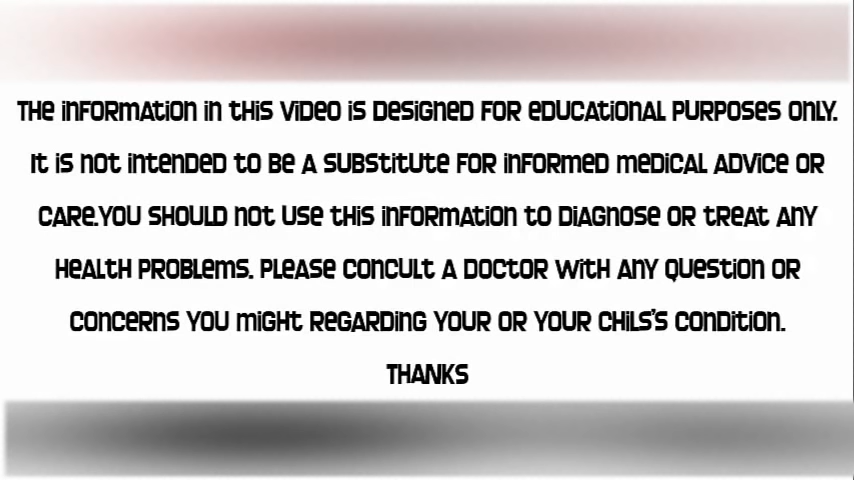 THE inFORmAtiON iN tHiS ViDeO iS DesiGneD FOR eDUCAtiONAL PURPOSES ONLY.
It iS nOt intenDeD tO Be A SUBStitUte FOR inFORmeD meDiCAL ADViCe OR
CARe.YOU SHOULD nOt Use tHiS inFORmAtiON tO DiAGNOSe OR tReAt ANY
HeALtH PROBLems. PLeASe CONCULt A DOCtOR WitH ANY QUestiON OR
CONCeRNS YOU miGHt ReGARDiNG YOUR OR YOUR CHiLS'S CONDitiON.
THANKS